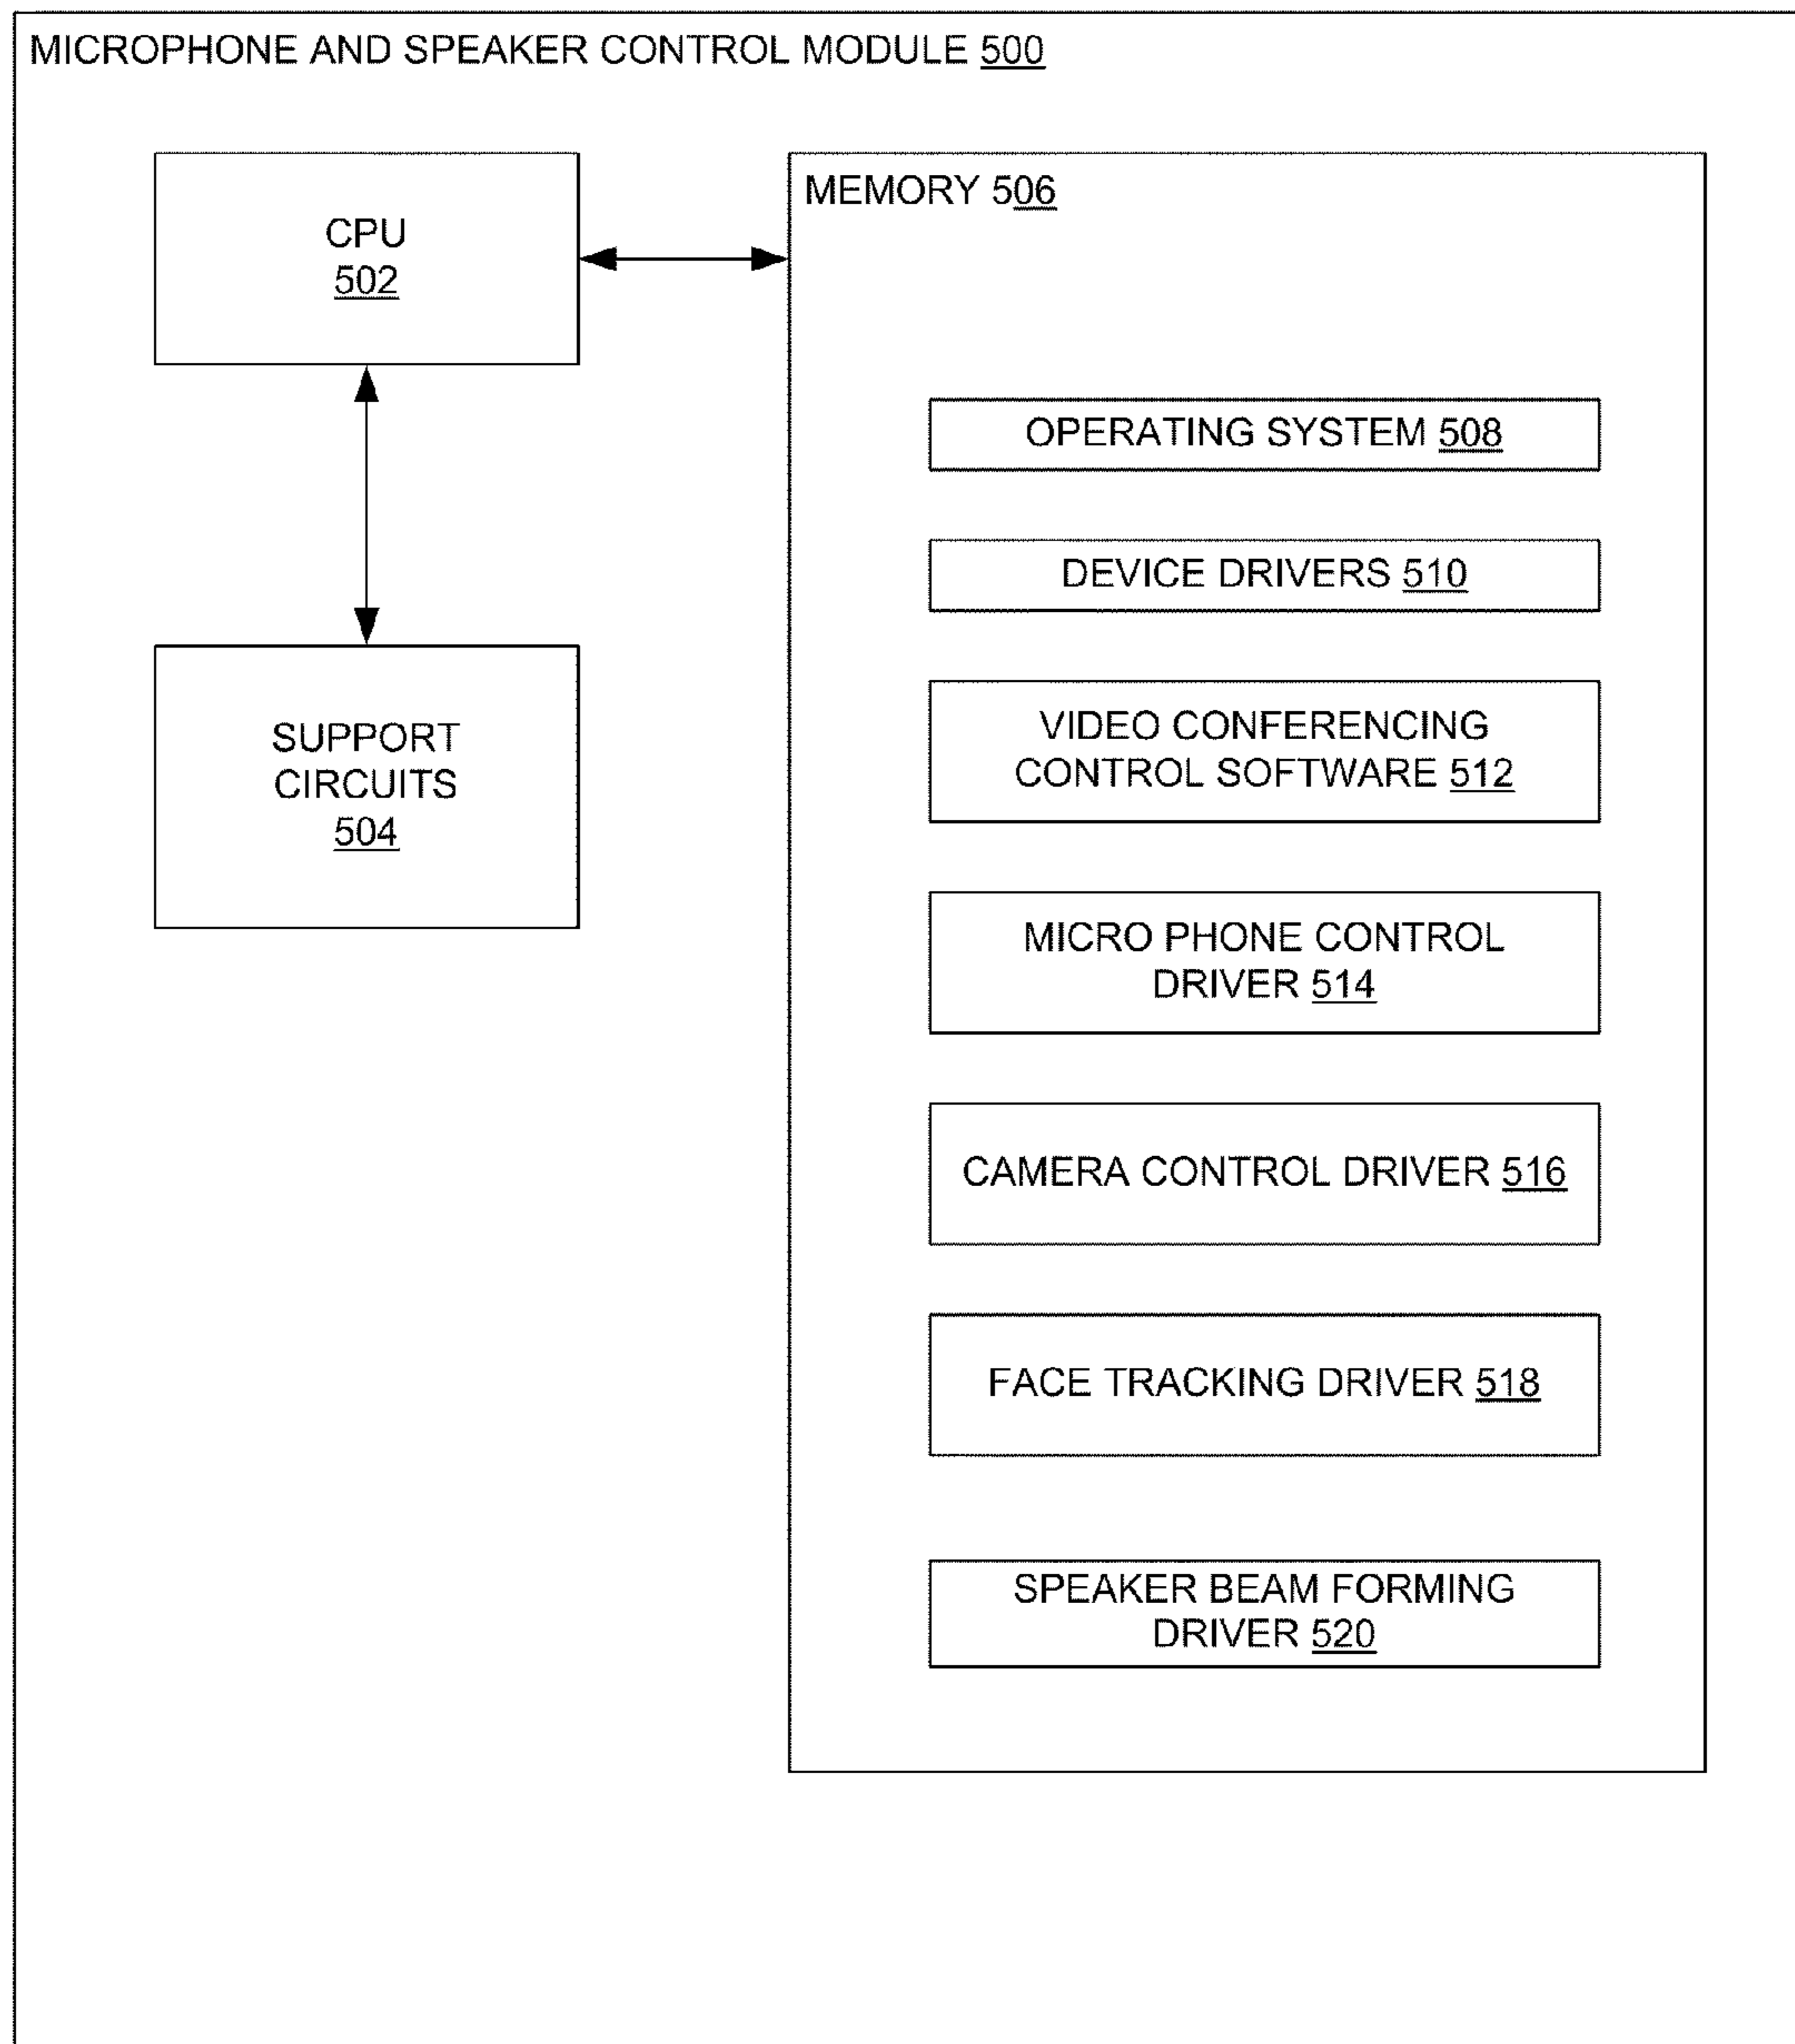 MICROPHONE AND SPEAKER CONTROL MODULE 500
CPU
502
SUPPORT
CIRCUITS
504
MEMORY 506
OPERATING SYSTEM 508
DEVICE DRIVERS 510
VIDEO CONFERENCING
CONTROL SOFTWARE 512
MICRO PHONE CONTROL
DRIVER 514
CAMERA CONTROL DRIVER 516
FACE TRACKING DRIVER 518
SPEAKER BEAM FORMING
DRIVER 520